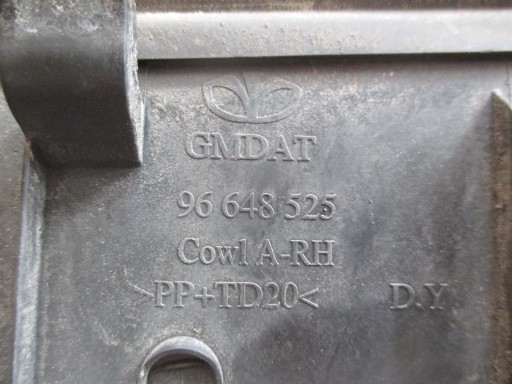 GMDAT
96 648 525
Cowl A-RH
>PP+TD20< D.Y